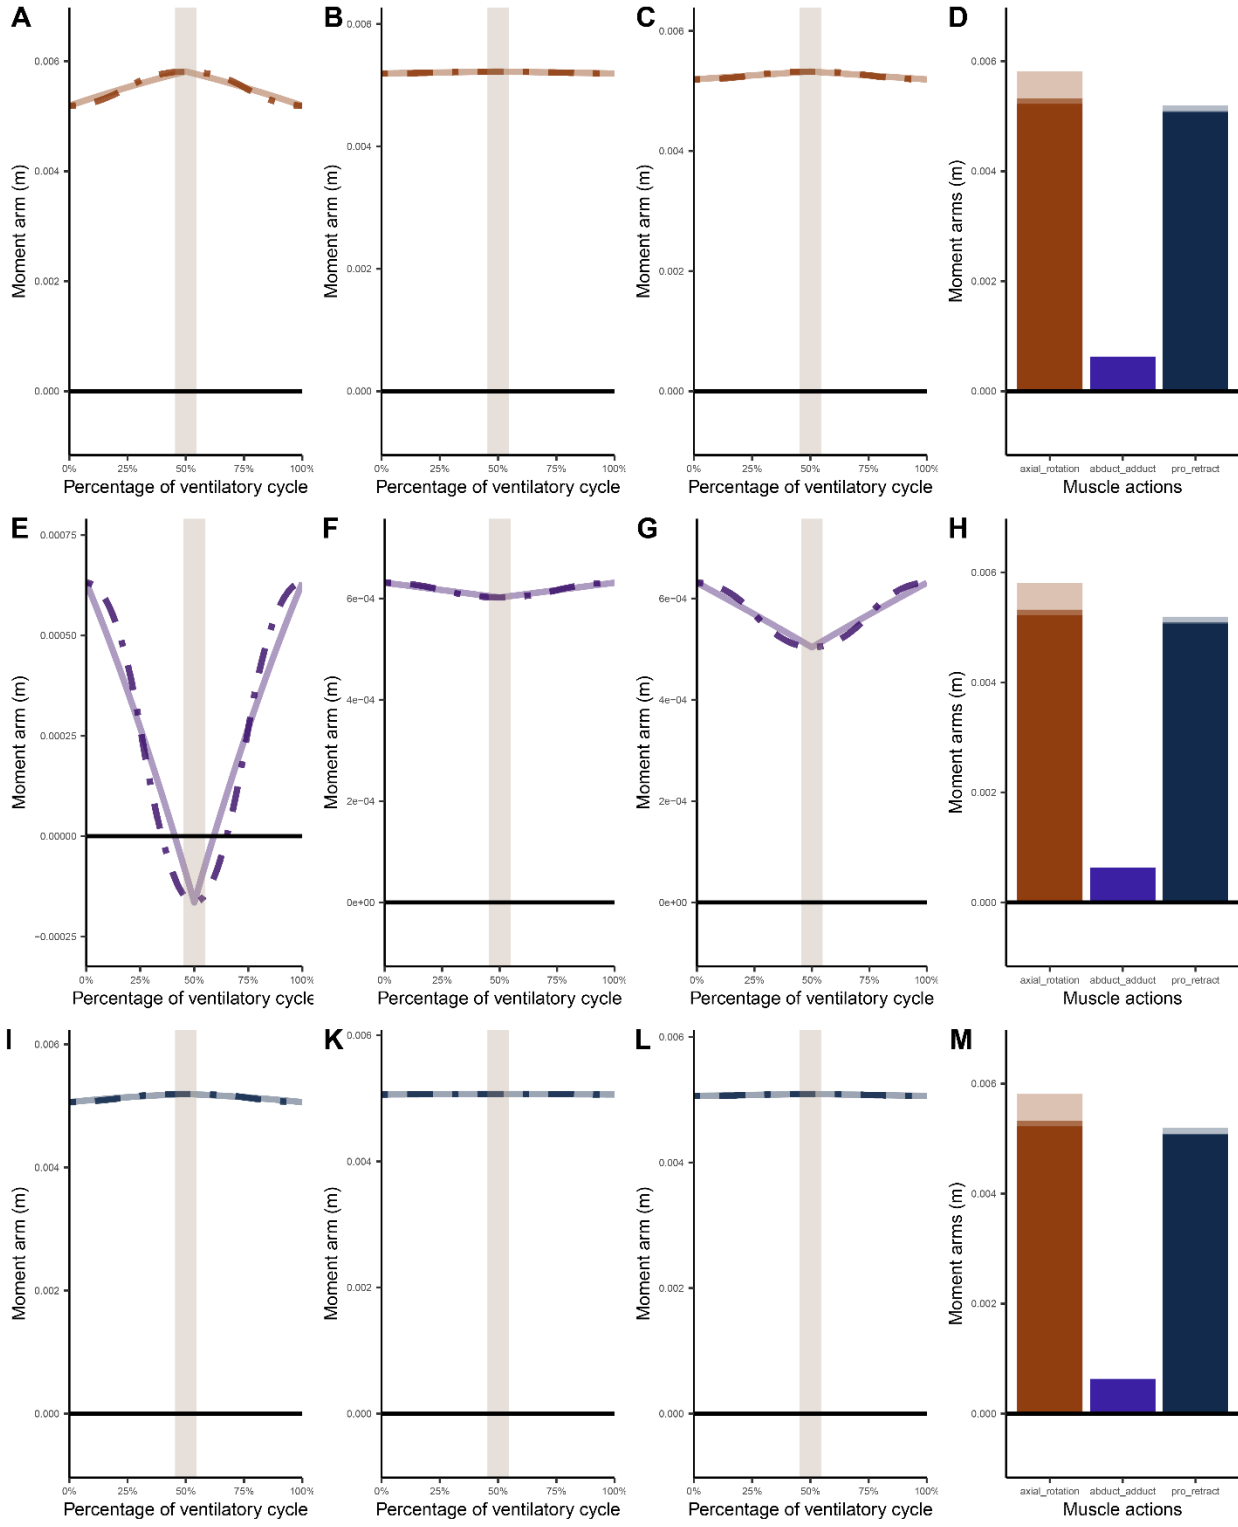 A
Moment arm (m)
0.006
0.004
0.002
0.000
0%
25%
50%
75%
100%
Percentage of ventilatory cycle
B
Moment arm (m)
0.006
0.004
0.002
0.000
0%
25%
50%
75%
100%
Percentage of ventilatory cycle
C
Moment arm (m)
0.006
0.004
0.002
0.000
0%
25%
50%
75%
100%
Percentage of ventilatory cycle
D
Moment arms (m)
0.006
0.004
0.002
0.000
axial_rotation
abduct_adduct
pro_retract
Muscle actions
E
Moment arm (m)
0.00075
0.00050
0.00025
0.00000
−0.00025
0%
25%
50%
75%
100%
Percentage of ventilatory cycle
F
Moment arm (m)
6e−04
4e−04
2e−04
0e+00
0%
25%
50%
75%
100%
Percentage of ventilatory cycle
G
Moment arm (m)
6e−04
4e−04
2e−04
0e+00
0%
25%
50%
75%
100%
Percentage of ventilatory cycle
H
Moment arms (m)
0.006
0.004
0.002
0.000
axial_rotation
abduct_adduct
pro_retract
Muscle actions
I
Moment arm (m)
0.006
0.004
0.002
0.000
0%
25%
50%
75%
100%
Percentage of ventilatory cycle
K
Moment arm (m)
0.006
0.004
0.002
0.000
0%
25%
50%
75%
100%
Percentage of ventilatory cycle
L
Moment arm (m)
0.006
0.004
0.002
0.000
0%
25%
50%
75%
100%
Percentage of ventilatory cycle
M
Moment arms (m)
0.006
0.004
0.002
0.000
axial_rotation
abduct_adduct
pro_retract
Muscle actions